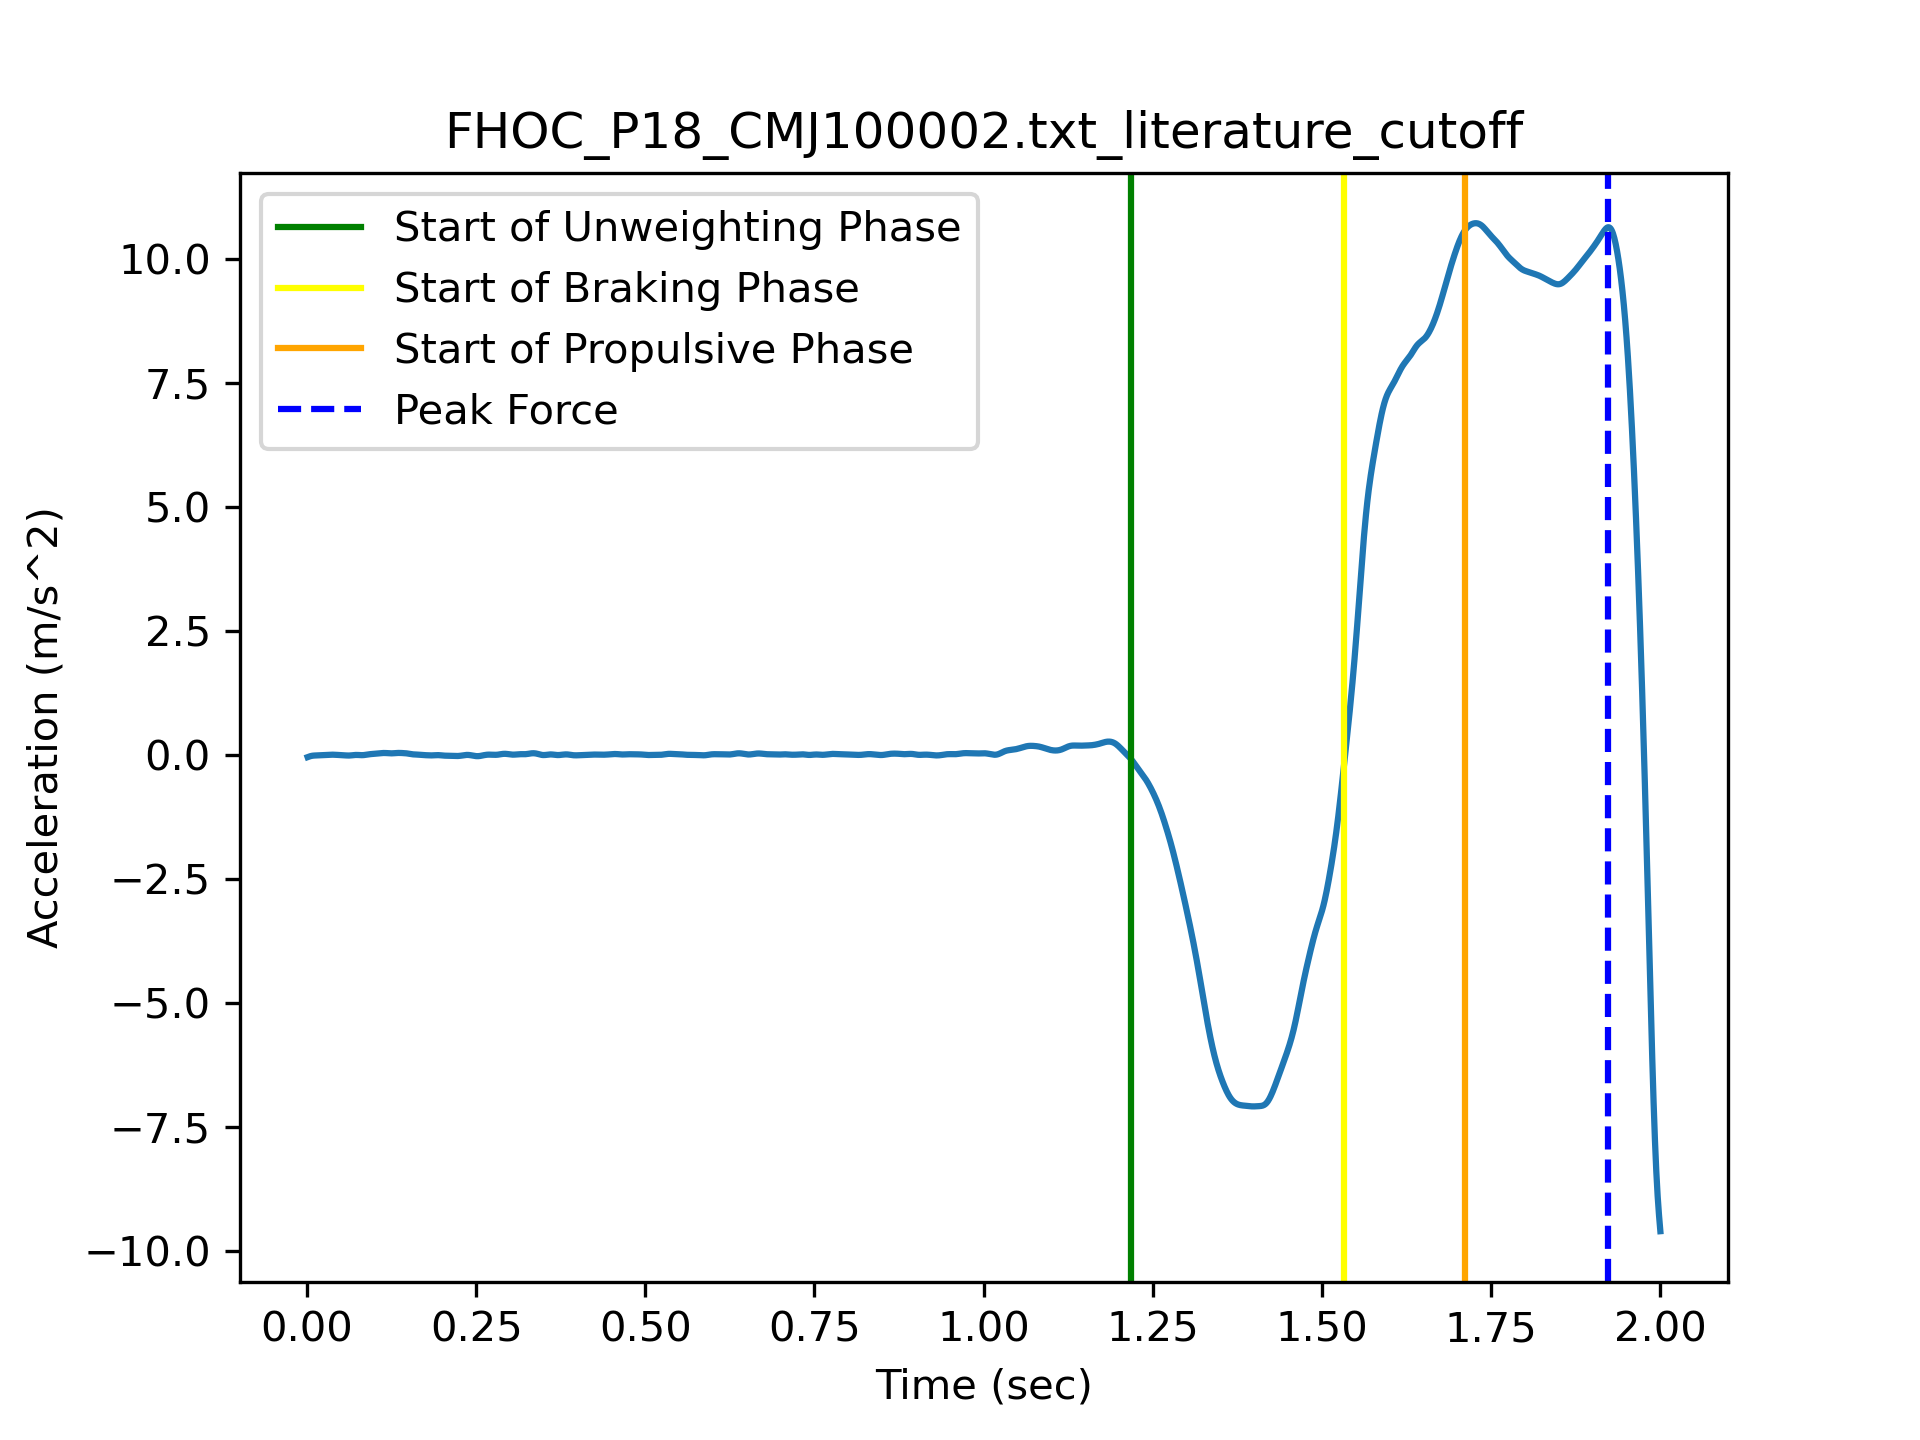 FHOC_P18_CMJ100002.txt_literature_cutoff
Start of Unweighting Phase
Start of Braking Phase
Start of Propulsive Phase
Peak Force
10.0
7.5
5.0
2.5
0.0
−2.5
−5.0
−7.5
−10.0
Acceleration (m/s^2)
0.00 0.25 0.50 0.75 1.00 1.25 1.50 1.75 2.00
Time (sec)